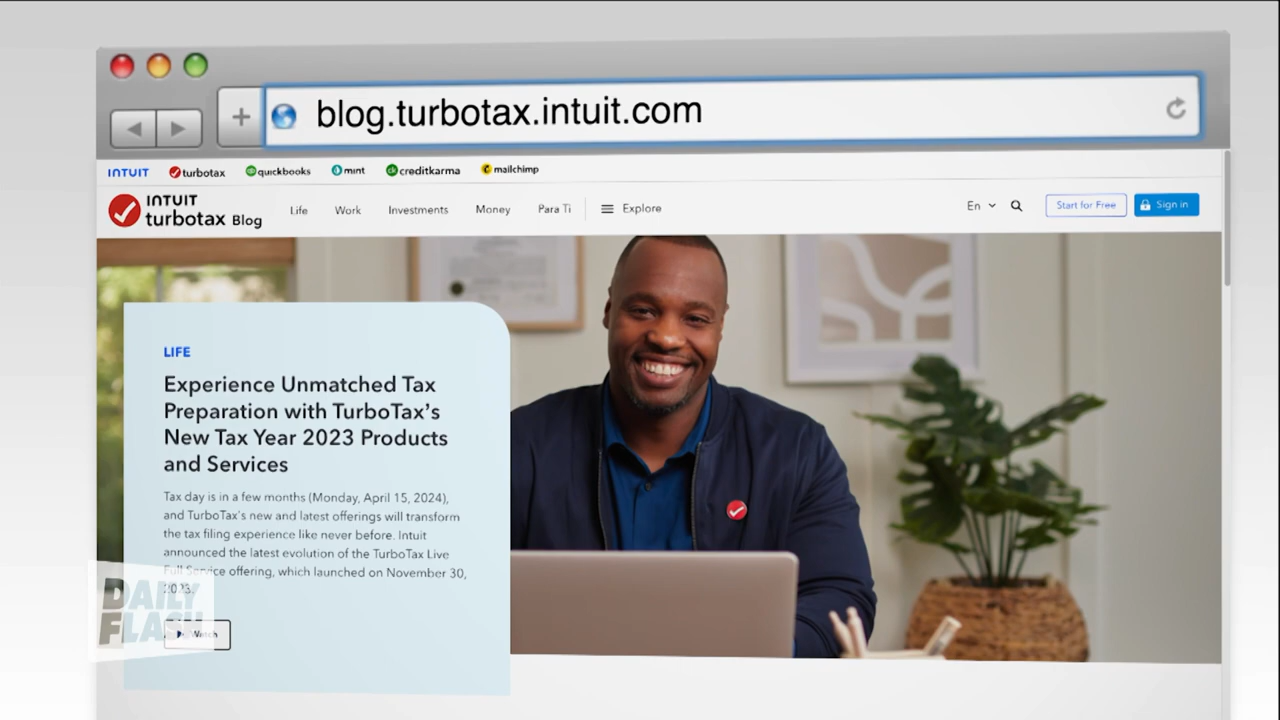 blog.turbotax.intuit.com
INTUIT turbotax quickbooks mint creditkarma mailchimp
INTUIT
turbotax Blog
Life Work Investments Money Para Ti Explore En Start for Free Sign in
LIFE
Experience Unmatched Tax
Preparation with TurboTax's
New Tax Year 2023 Products
and Services
Tax day is in a few months (Monday, April 15, 2024),
and TurboTax's new and latest offerings will transform
the tax filing experience like never before. Intuit
announced the latest evolution of the TurboTax Live
Full Service offering, which launched on November 30,
2023.
Watch
DAILY
FLASH